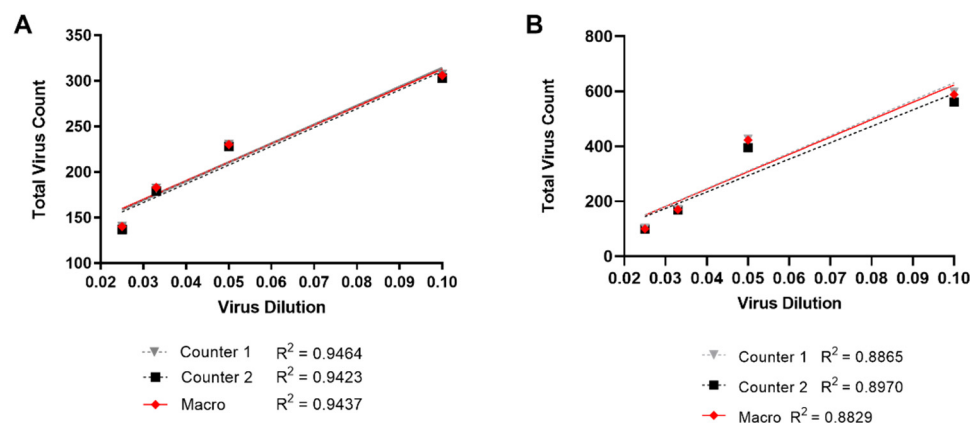 A
350
300
250
200
150
100
Total Virus Count
0.02 0.03 0.04 0.05 0.06 0.07 0.08 0.09 0.10
Virus Dilution
Counter 1 R² = 0.9464
Counter 2 R² = 0.9423
Macro R² = 0.9437
B
800
600
400
200
0
Total Virus Count
0.02 0.03 0.04 0.05 0.06 0.07 0.08 0.09 0.10
Virus Dilution
Counter 1 R² = 0.8865
Counter 2 R² = 0.8970
Macro R² = 0.8829